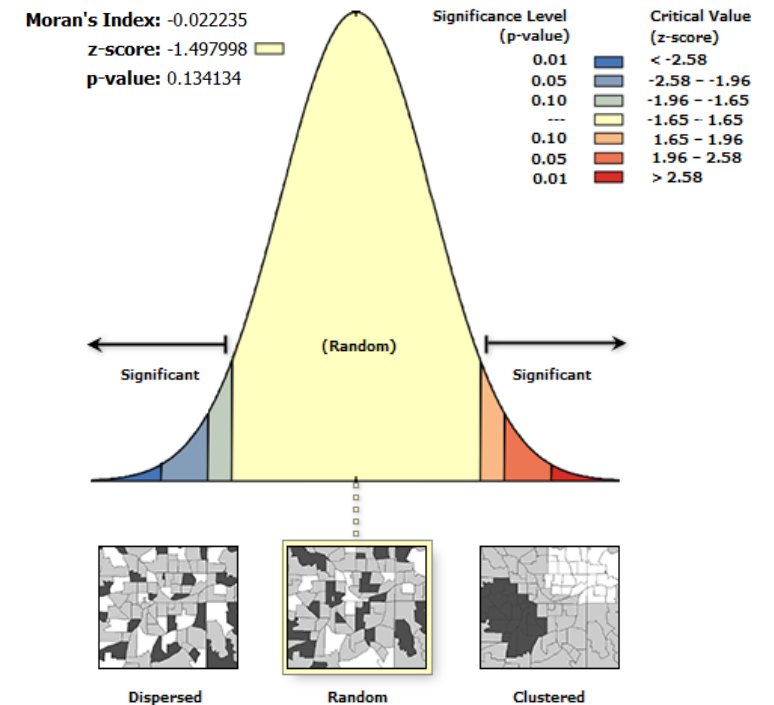 Moran's Index: -0.022235
z-score: -1.497998
p-value: 0.134134
Significance Level
(p-value)
Critical Value
(z-score)
0.01 < -2.58
0.05 -2.58 – -1.96
0.10 -1.96 – -1.65
--- -1.65 – 1.65
0.10 1.65 – 1.96
0.05 1.96 – 2.58
0.01 > 2.58
(Random)
Significant
Significant
Dispersed
Random
Clustered